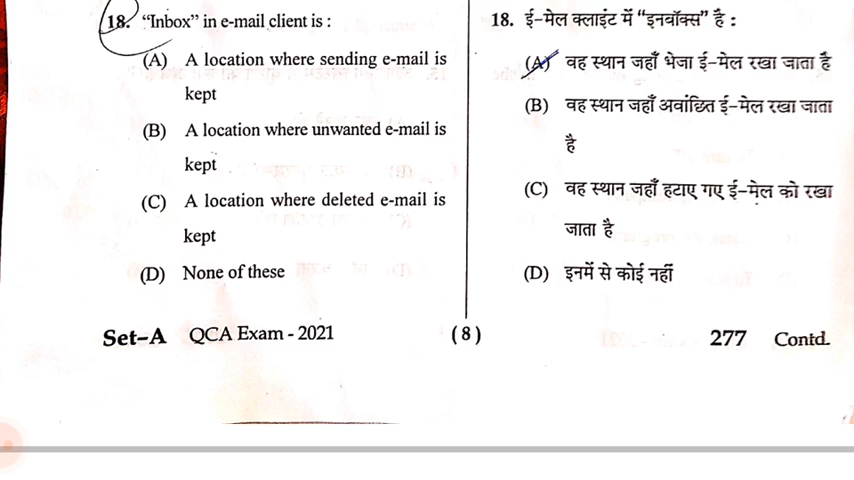 18. “Inbox” in e-mail client is :
(A) A location where sending e-mail is
kept
(B) A location where unwanted e-mail is
kept
(C) A location where deleted e-mail is
kept
(D) None of these
18. ई-मेल क्लाइंट में “इनबॉक्स” है :
(A) वह स्थान जहाँ भेजा ई-मेल रखा जाता है
(B) वह स्थान जहाँ अवांछित ई-मेल रखा जाता
है
(C) वह स्थान जहाँ हटाए गए ई-मेल को रखा
जाता है
(D) इनमें से कोई नहीं
Set-A QCA Exam - 2021 (8) 277 Contd.